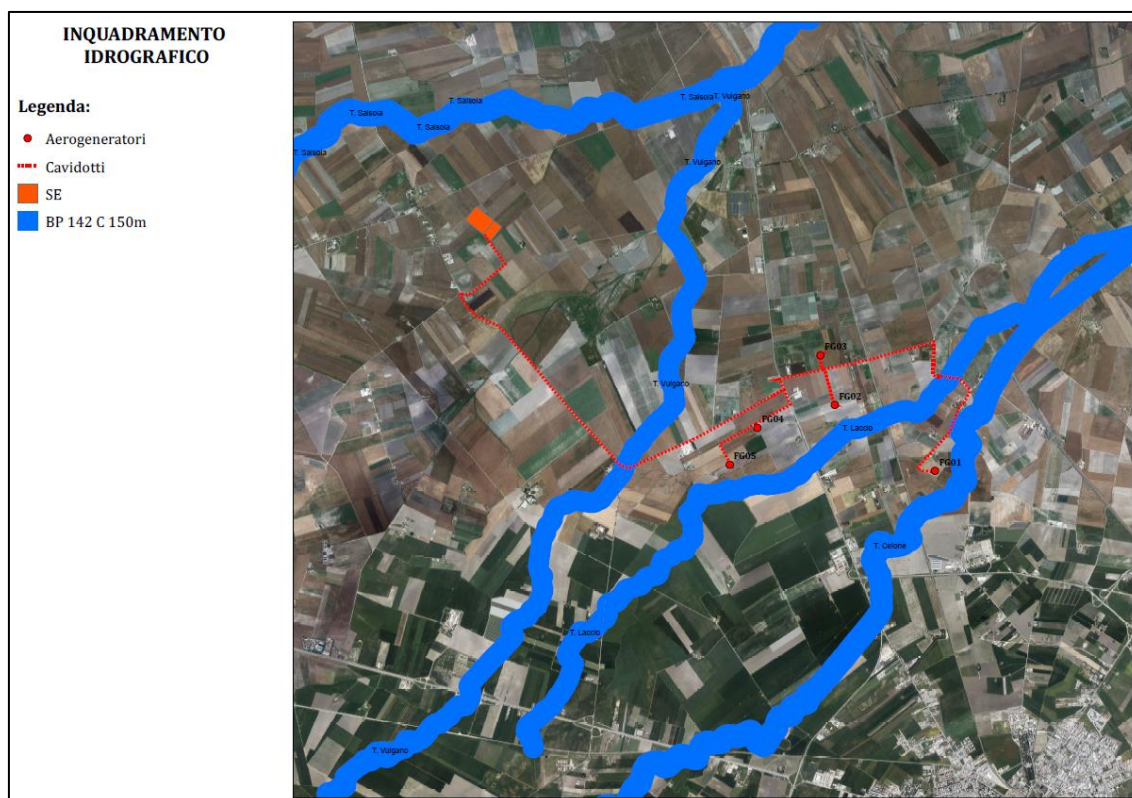 INQUADRAMENTO
IDROGRAFICO
Legenda:
Aerogeneratori
Cavidotti
SE
BP 142 C 150m
T. Salsola
T. Salsola
T. Salsola
T. Salsola
T. Salsola
T. Vulgano
T. Vulgano
FG03
T. Vulgano
FG02
FG04
T. Laccio
FG05
FG01
T. Celone
T. Laccio
T. Vulgano